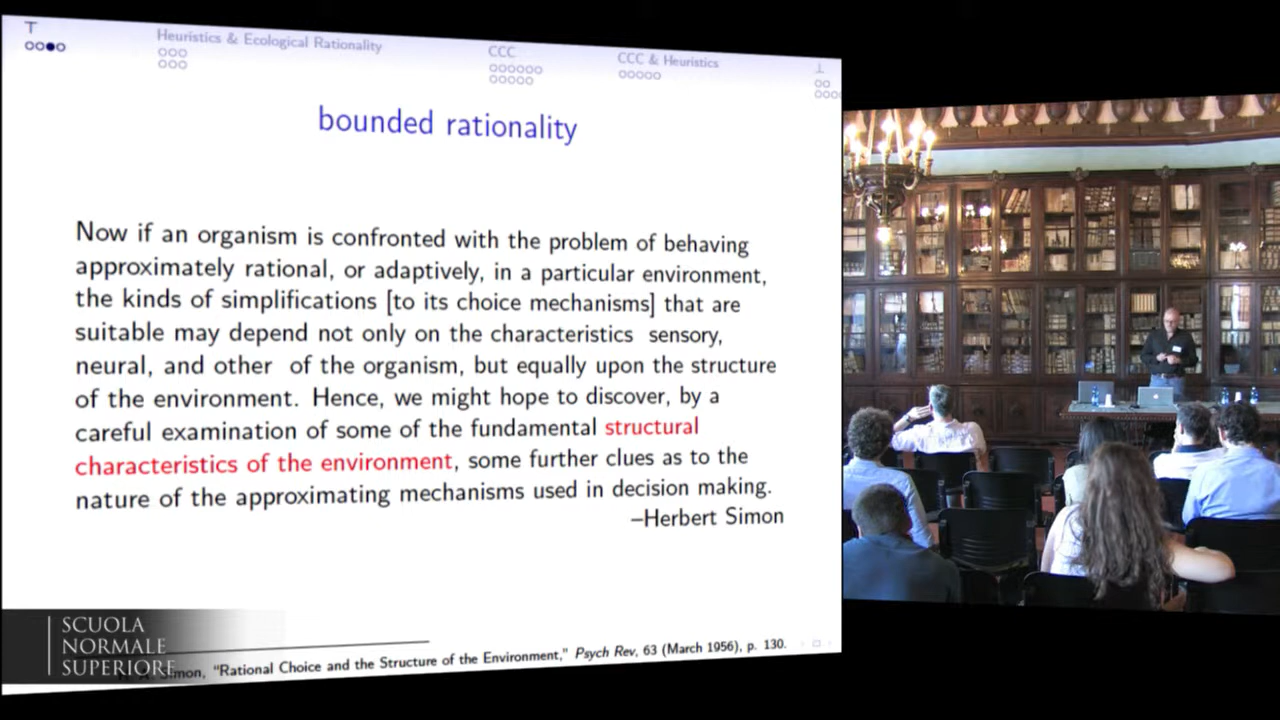 T
Heuristics & Ecological Rationality
CCC
CCC & Heuristics
⊥
bounded rationality
Now if an organism is confronted with the problem of behaving
approximately rational, or adaptively, in a particular environment,
the kinds of simplifications [to its choice mechanisms] that are
suitable may depend not only on the characteristics sensory,
neural, and other of the organism, but equally upon the structure
of the environment. Hence, we might hope to discover, by a
careful examination of some of the fundamental structural
characteristics of the environment, some further clues as to the
nature of the approximating mechanisms used in decision making.
–Herbert Simon
"Rational Choice and the Structure of the Environment," Psych Rev, 63 (March 1956), p. 130.
SCUOLA
NORMALE
SUPERIORE